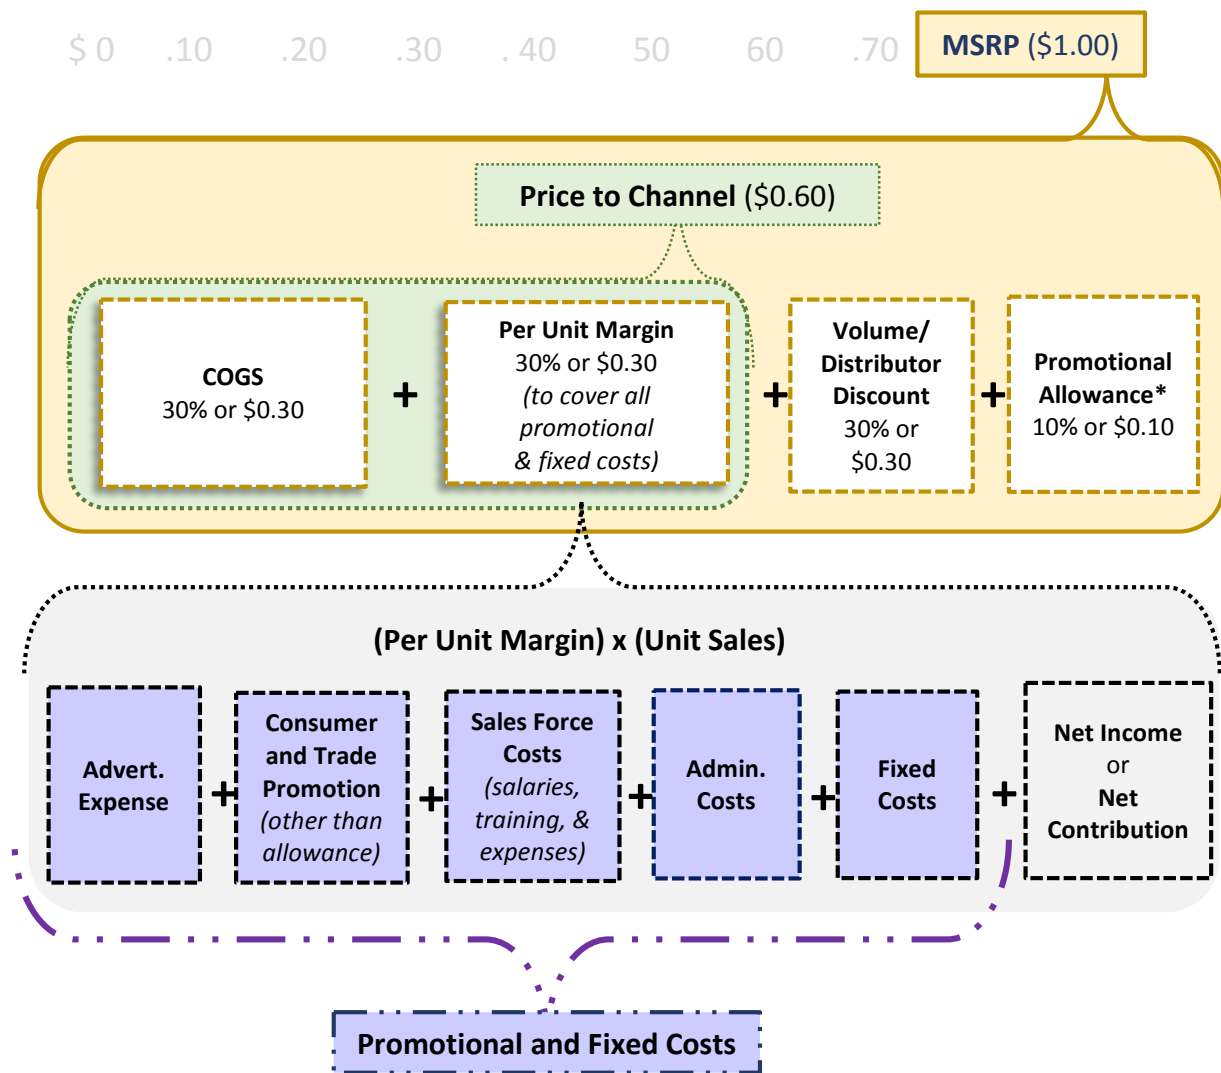 $ 0 .10 .20 .30 . 40 50 60 .70 MSRP ($1.00)
Price to Channel ($0.60)
COGS
30% or $0.30
+
Per Unit Margin
30% or $0.30
(to cover all
promotional
& fixed costs)
+
Volume/
Distributor
Discount
30% or
$0.30
+
Promotional
Allowance*
10% or $0.10
(Per Unit Margin) x (Unit Sales)
Advert.
Expense
+
Consumer
and Trade
Promotion
(other than
allowance)
+
Sales Force
Costs
(salaries,
training, &
expenses)
+
Admin.
Costs
+
Fixed
Costs
+
Net Income
or
Net
Contribution
Promotional and Fixed Costs